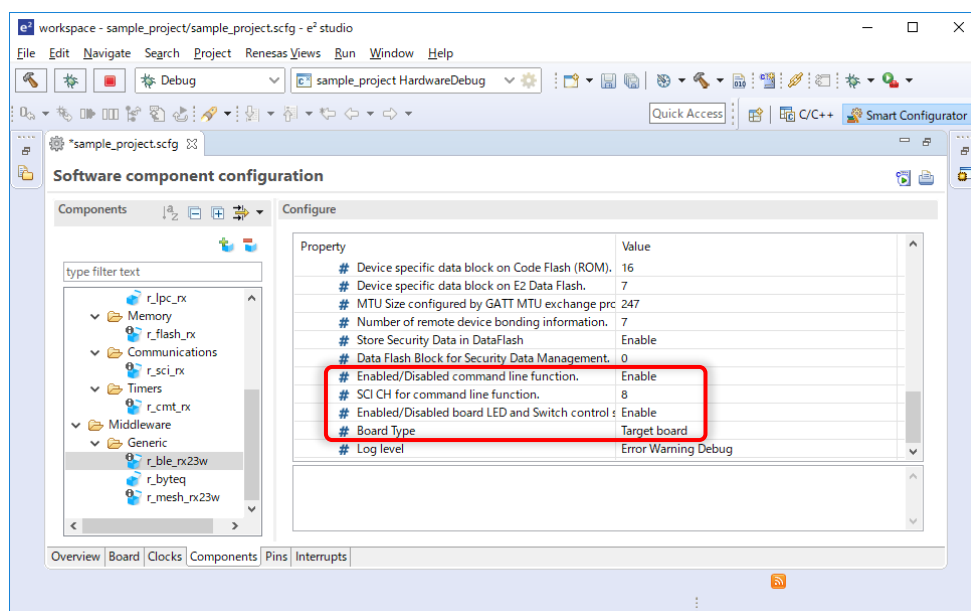 workspace - sample_project/sample_project.scfg - e² studio
File Edit Navigate Search Project Renesas Views Run Window Help
Debug sample_project HardwareDebug
Quick Access C/C++ Smart Configurator
*sample_project.scfg
Software component configuration
Components Configure
type filter text
r_lpc_rx
Memory
r_flash_rx
Communications
r_sci_rx
Timers
r_cmt_rx
Middleware
Generic
r_ble_rx23w
r_byteq
r_mesh_rx23w
Property Value
# Device specific data block on Code Flash (ROM). 16
# Device specific data block on E2 Data Flash. 7
# MTU Size configured by GATT MTU exchange prc 247
# Number of remote device bonding information. 7
# Store Security Data in DataFlash Enable
# Data Flash Block for Security Data Management. 0
# Enabled/Disabled command line function. Enable
# SCI CH for command line function. 8
# Enabled/Disabled board LED and Switch control s Enable
# Board Type Target board
# Log level Error Warning Debug
Overview Board Clocks Components Pins Interrupts